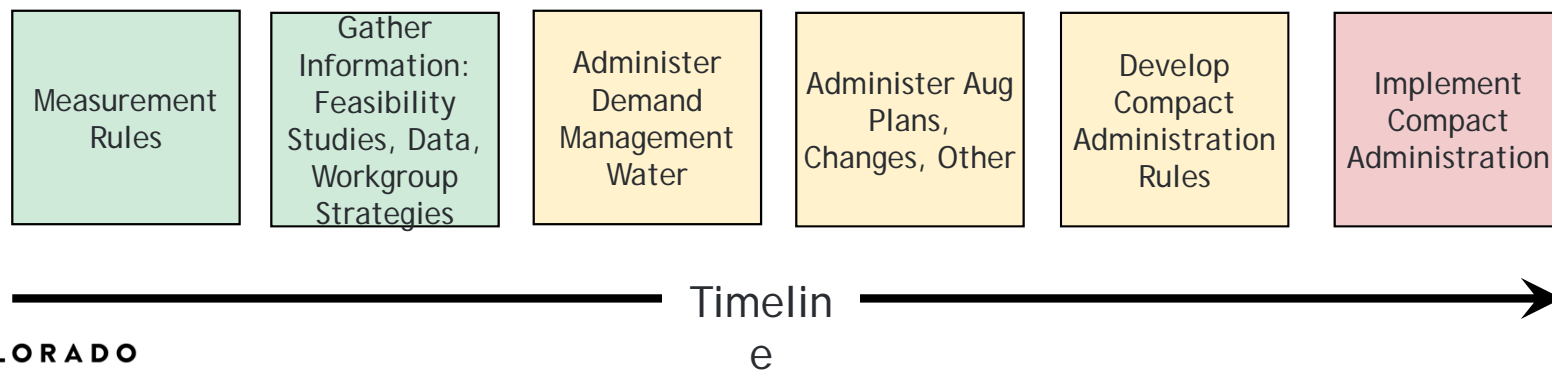 Measurement
Rules
Gather
Information:
Feasibility
Studies, Data,
Workgroup
Strategies
Administer
Demand
Management
Water
Administer Aug
Plans,
Changes, Other
Develop
Compact
Administration
Rules
Implement
Compact
Administration
Timelin
e
LORADO